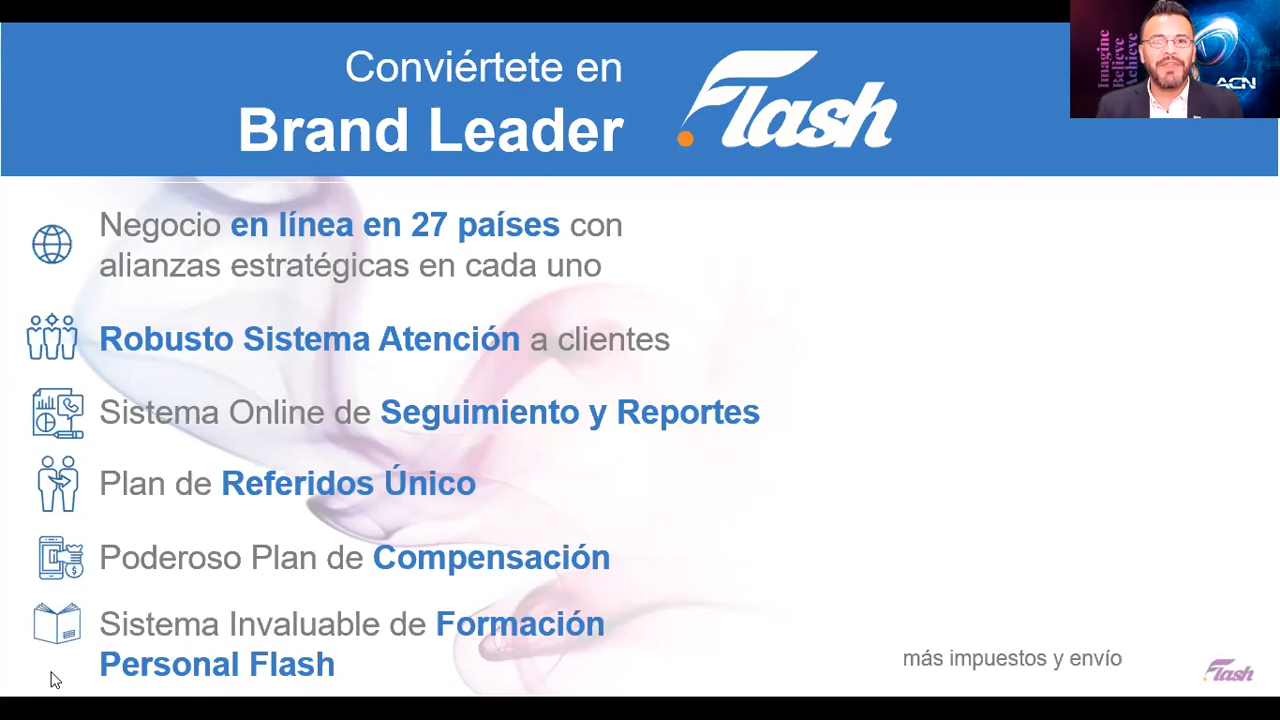 Conviértete en
Brand Leader
Flash
Imagine
Believe
Achieve
ACN
Negocio en línea en 27 países con
alianzas estratégicas en cada uno
Robusto Sistema Atención a clientes
Sistema Online de Seguimiento y Reportes
Plan de Referidos Único
Poderoso Plan de Compensación
Sistema Invaluable de Formación
Personal Flash
más impuestos y envío
Flash